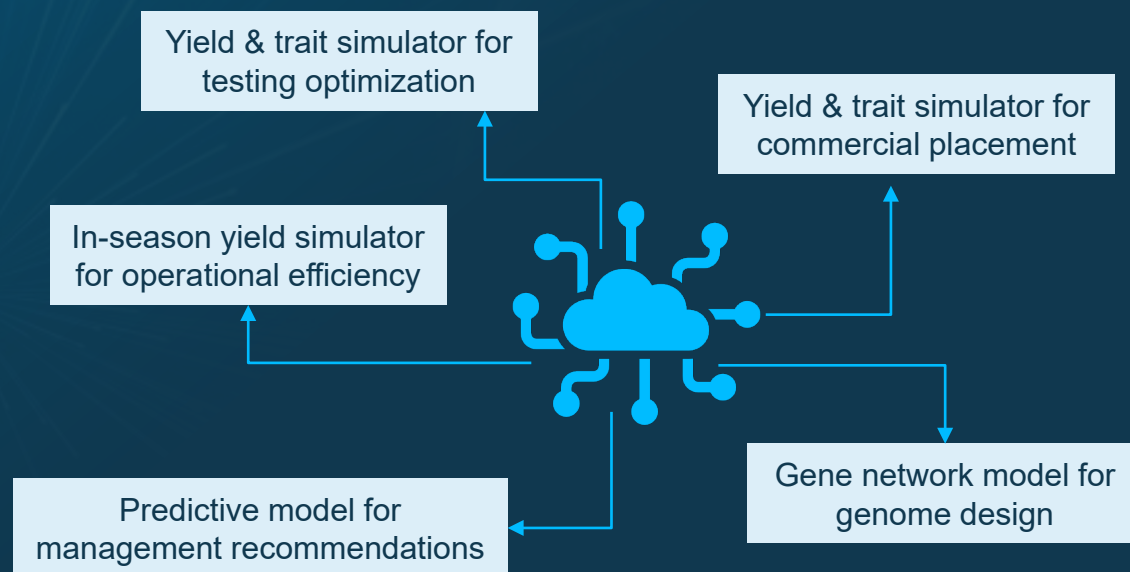 Yield & trait simulator for
testing optimization
Yield & trait simulator for
commercial placement
In-season yield simulator
for operational efficiency
Gene network model for
genome design
Predictive model for
management recommendations